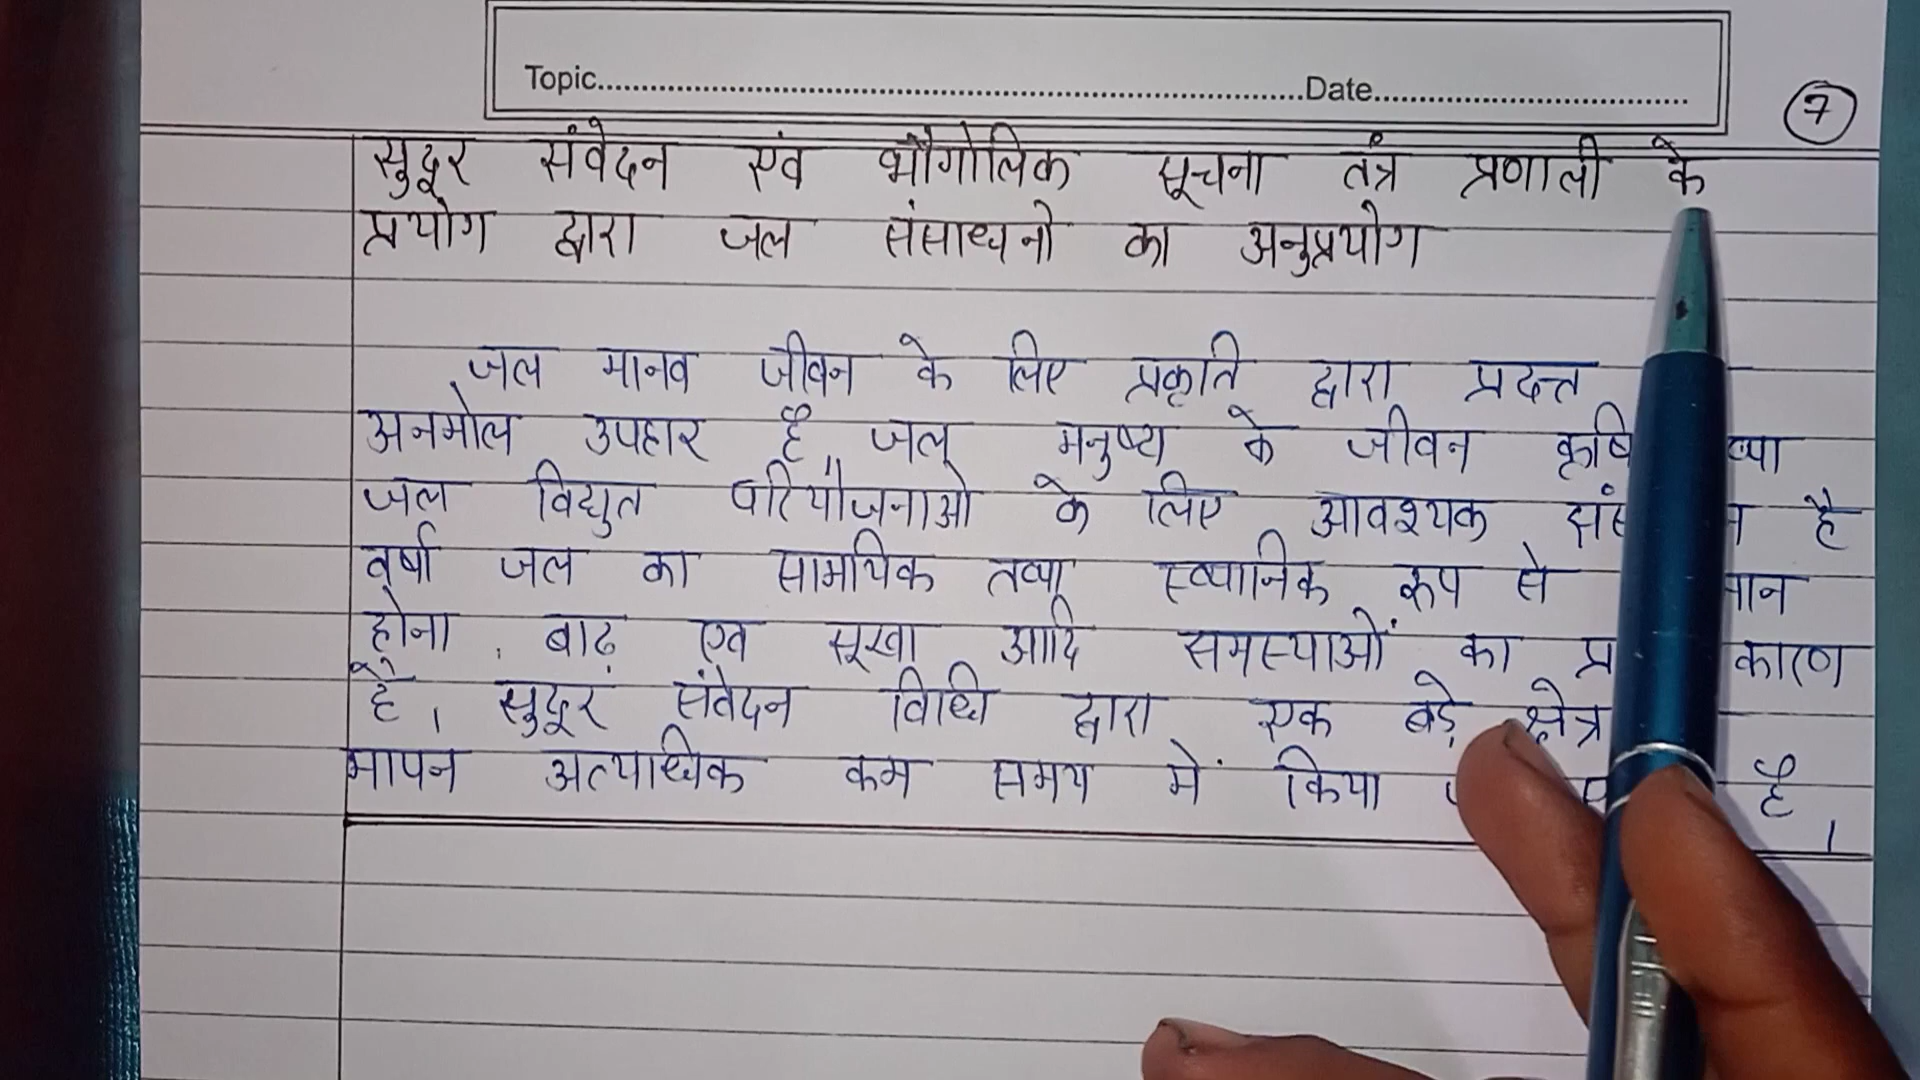 Topic.......... Date..........
7
सुदूर संवेदन एंव भौगोलिक सूचना तंत्र प्रणाली के
प्रयोग द्वारा जल संसाधनो का अनुप्रयोग
जल मानव जीवन के लिए प्रकृति द्वारा प्रदत्त
अनमोल उपहार है जल मनुष्य के जीवन कृषि
जल विद्युत परियोजनाओ के लिए आवश्यक है
वर्षा जल का सामयिक तथा स्थानिक रूप से
होना , बाढ़ एव सूखा आदि समस्याओं का कारण
है । सुदूर संवेदन विधि द्वारा एक बड़े क्षेत्र
मापन अत्याधिक कम समय में किया है ।